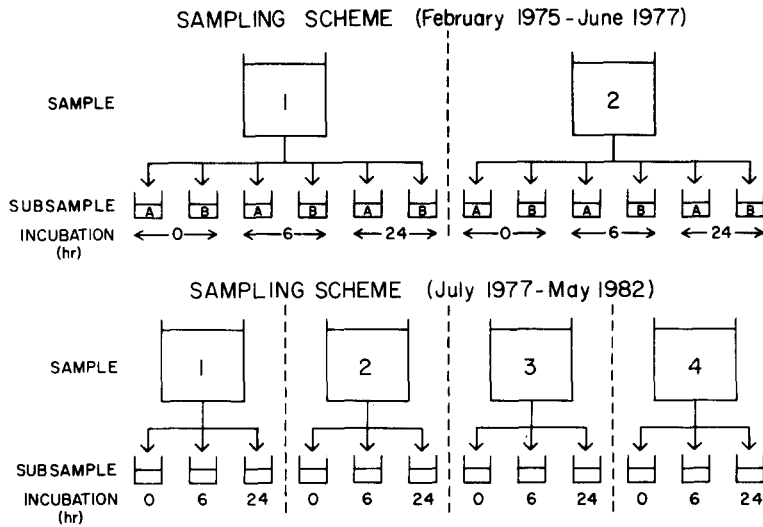 SAMPLING SCHEME (February 1975-June 1977)
SAMPLE 1 2
SUBSAMPLE A B A B A B A B A B A B
INCUBATION 0 6 24 0 6 24
(hr)
SAMPLING SCHEME (July 1977-May 1982)
SAMPLE 1 2 3 4
SUBSAMPLE
INCUBATION 0 6 24 0 6 24 0 6 24 0 6 24
(hr)